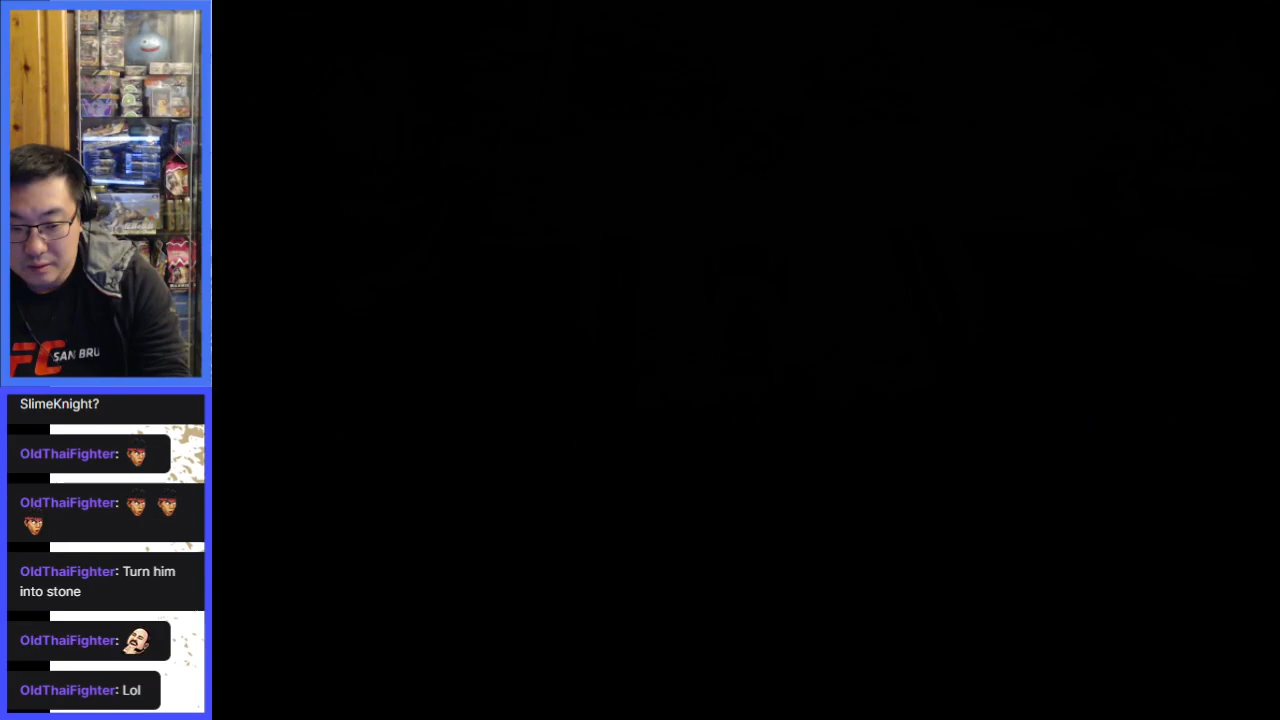 FC SAN BRU
SlimeKnight?
OldThaiFighter:
OldThaiFighter:
OldThaiFighter: Turn him
into stone
OldThaiFighter:
OldThaiFighter: Lol